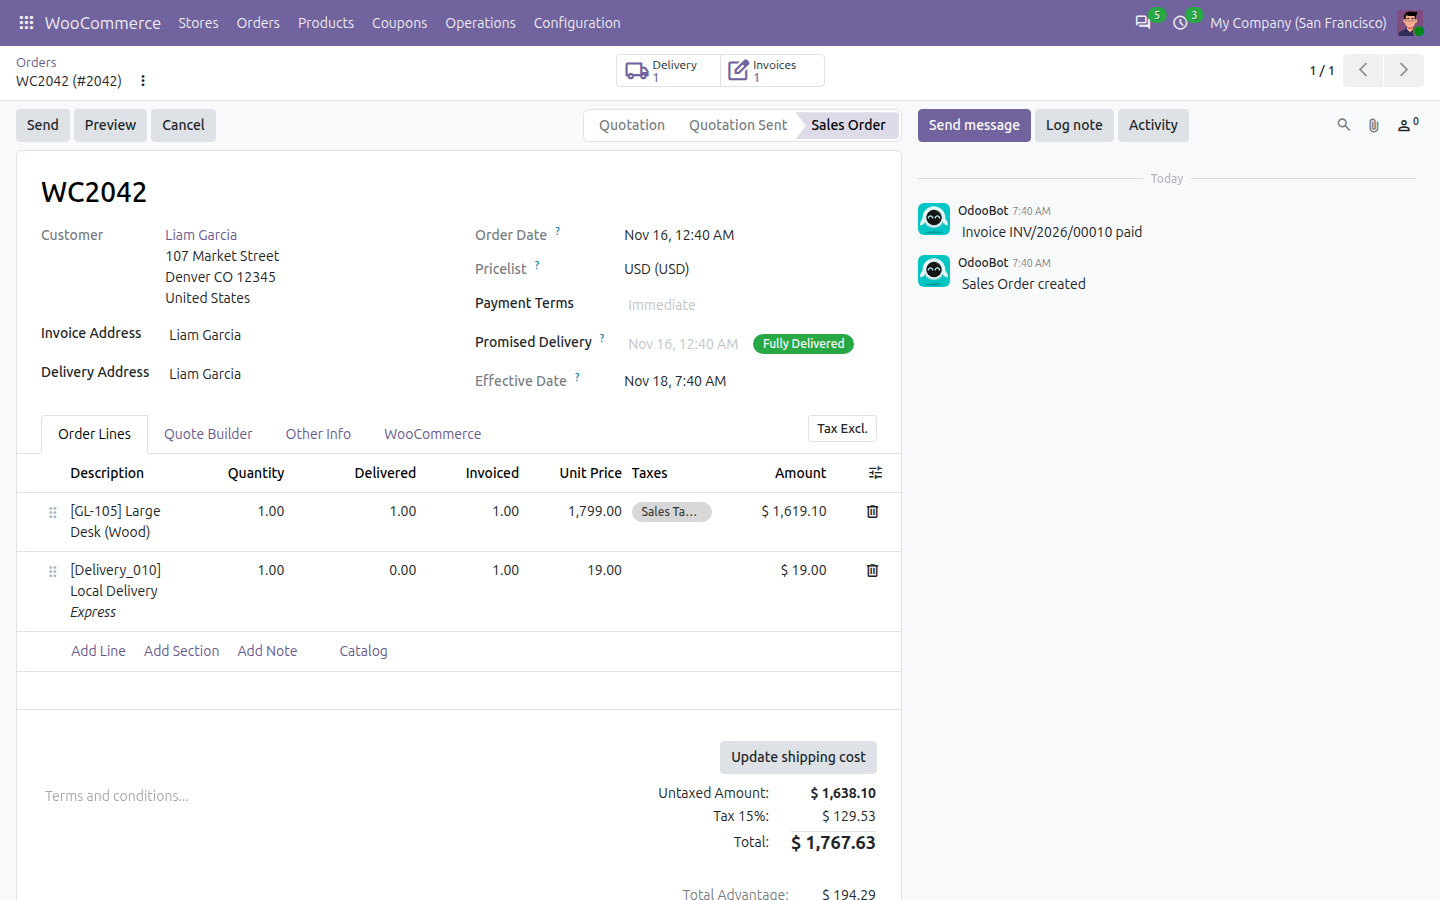 WooCommerce Stores Orders Products Coupons Operations Configuration 5 3 My Company (San Francisco)
Orders
WC2042 (#2042)
Delivery 1
Invoices 1
1 / 1
Send Preview Cancel
Quotation Quotation Sent Sales Order
Send message Log note Activity 0
WC2042
Customer Liam Garcia
107 Market Street
Denver CO 12345
United States
Invoice Address Liam Garcia
Delivery Address Liam Garcia
Order Date ? Nov 16, 12:40 AM
Pricelist ? USD (USD)
Payment Terms Immediate
Promised Delivery ? Nov 16, 12:40 AM Fully Delivered
Effective Date ? Nov 18, 7:40 AM
Order Lines Quote Builder Other Info WooCommerce Tax Excl.
Description Quantity Delivered Invoiced Unit Price Taxes Amount
[GL-105] Large 1.00 1.00 1.00 1,799.00 Sales Ta... $ 1,619.10
Desk (Wood)
[Delivery_010] 1.00 0.00 1.00 19.00 $ 19.00
Local Delivery
Express
Add Line Add Section Add Note Catalog
Update shipping cost
Terms and conditions...
Untaxed Amount: $ 1,638.10
Tax 15%: $ 129.53
Total: $ 1,767.63
Total Advantage: $ 194.29
Today
OdooBot 7:40 AM
Invoice INV/2026/00010 paid
OdooBot 7:40 AM
Sales Order created